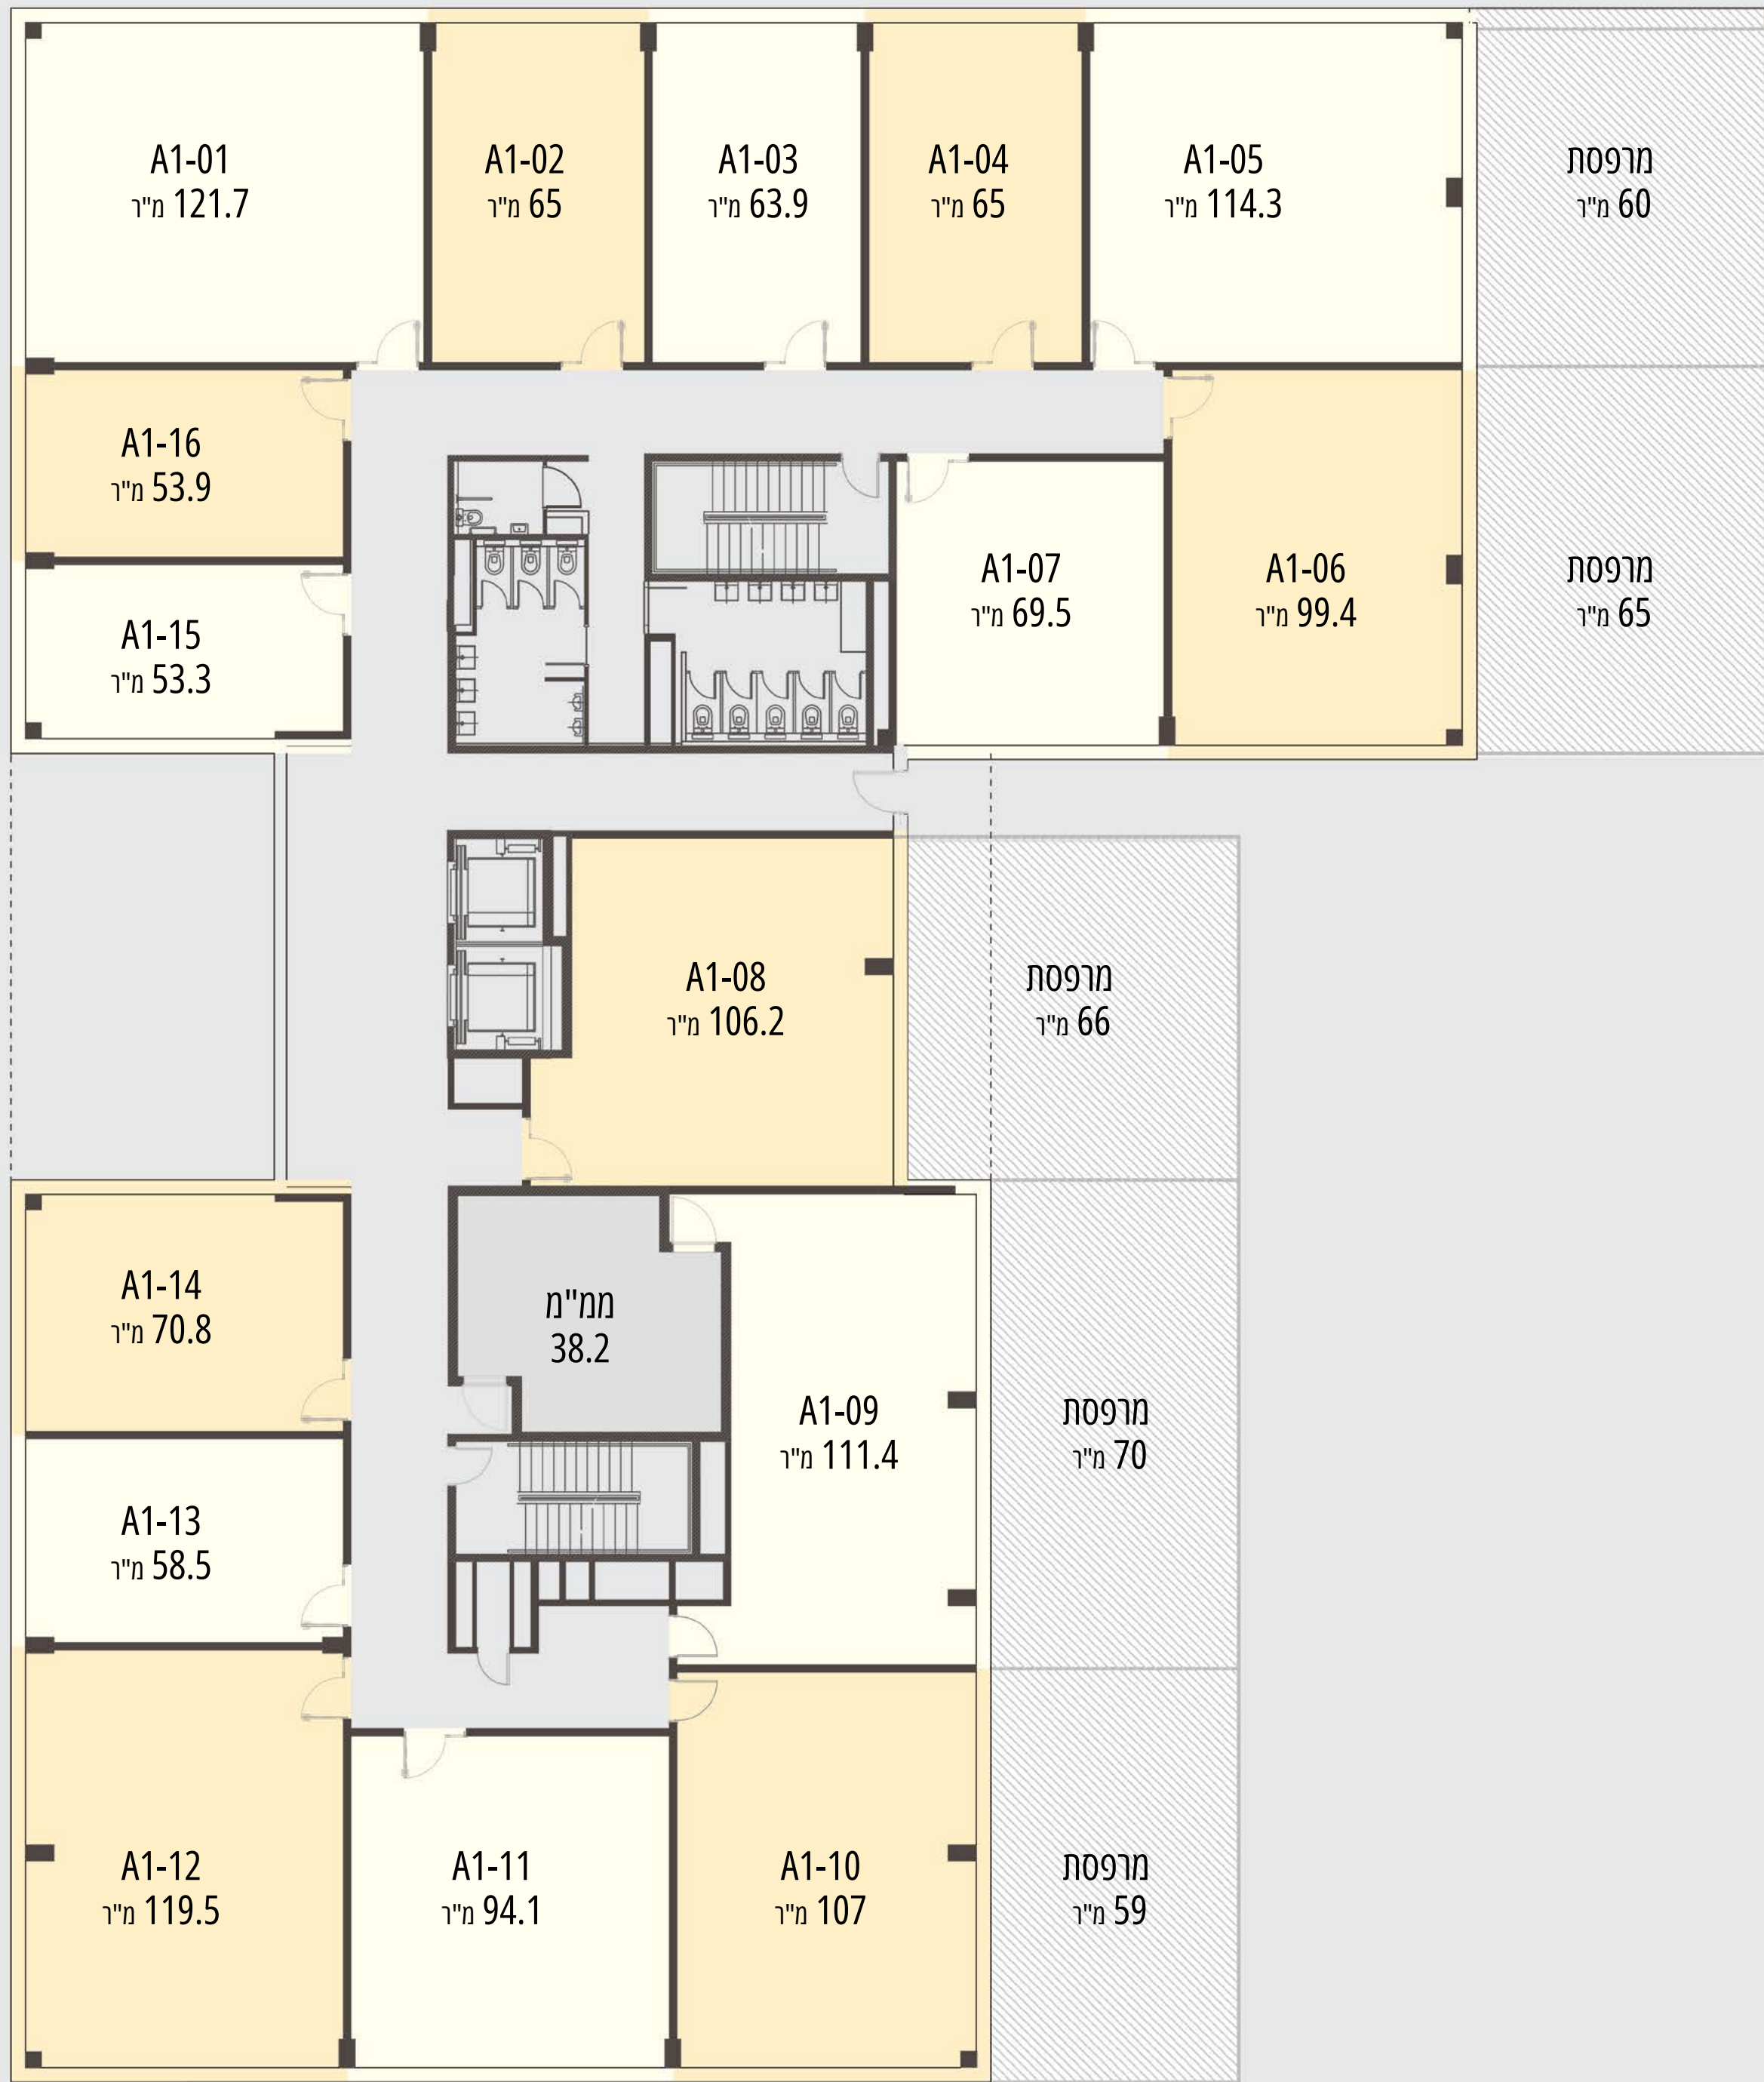 A1-01
121.7 מ"ר
A1-02
65 מ"ר
A1-03
63.9 מ"ר
A1-04
65 מ"ר
A1-05
114.3 מ"ר
מרפסת
60 מ"ר
A1-16
53.9 מ"ר
A1-15
53.3 מ"ר
A1-07
69.5 מ"ר
A1-06
99.4 מ"ר
מרפסת
65 מ"ר
A1-08
106.2 מ"ר
מרפסת
66 מ"ר
A1-14
70.8 מ"ר
ממ"מ
38.2
A1-09
111.4 מ"ר
מרפסת
70 מ"ר
A1-13
58.5 מ"ר
A1-12
119.5 מ"ר
A1-11
94.1 מ"ר
A1-10
107 מ"ר
מרפסת
59 מ"ר